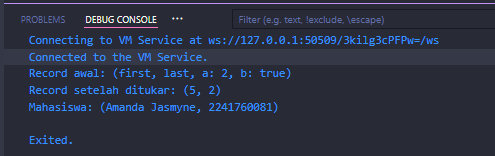 PROBLEMS DEBUG CONSOLE ··· Filter (e.g. text, !exclude, \escape)
Connecting to VM Service at ws://127.0.0.1:50509/3kilg3cPFPw=/ws
Connected to the VM Service.
Record awal: (first, last, a: 2, b: true)
Record setelah ditukar: (5, 2)
Mahasiswa: (Amanda Jasmyne, 2241760081)
Exited.